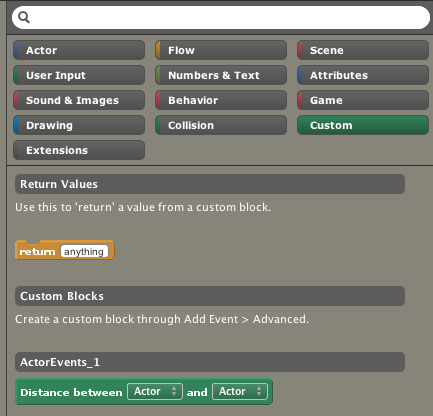 Actor Flow Scene
User Input Numbers & Text Attributes
Sound & Images Behavior Game
Drawing Collision Custom
Extensions
Return Values
Use this to 'return' a value from a custom block.
return anything
Custom Blocks
Create a custom block through Add Event > Advanced.
ActorEvents_1
Distance between Actor and Actor